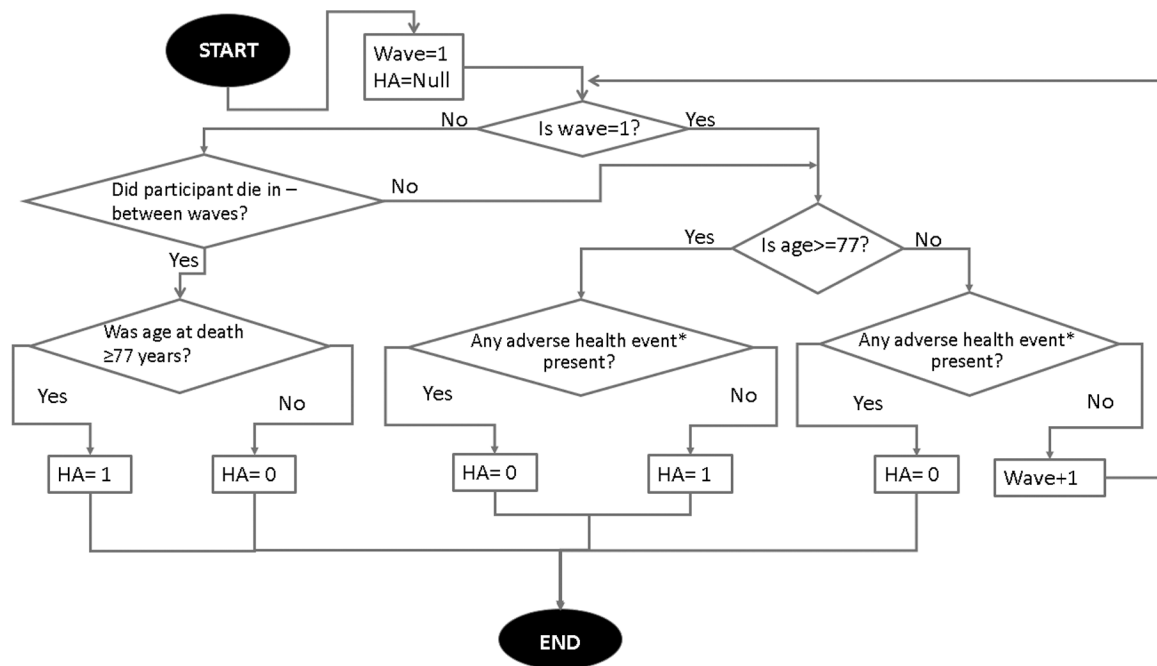 START
Wave=1
HA=Null
Is wave=1?
No
Yes
Did participant die in –
between waves?
No
Yes
Is age>=77?
Yes
No
Was age at death
≥77 years?
Yes
No
Any adverse health event*
present?
Yes
No
Any adverse health event*
present?
Yes
No
HA= 1
HA= 0
HA= 0
HA= 1
HA= 0
Wave+1
END